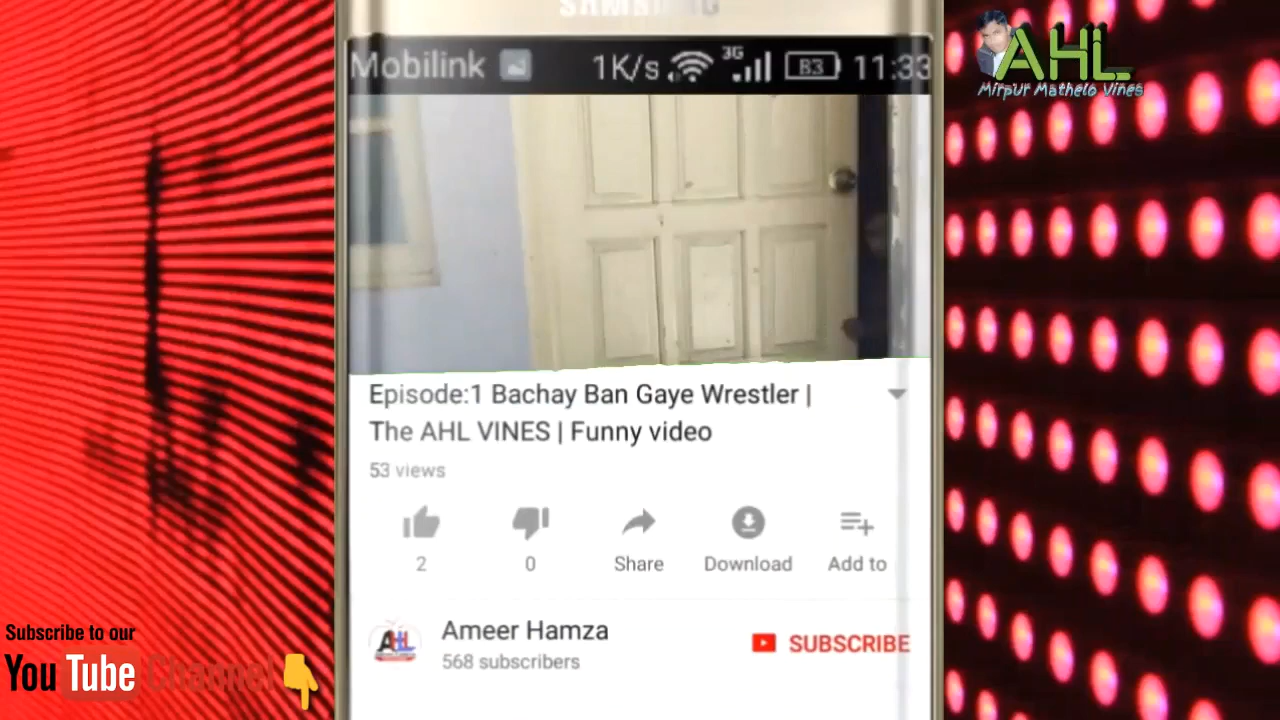 SAMSUNG
Mobilink 1K/s 3G 83 11:33
AHL
Mirpur Mathelo Vines
Episode:1 Bachay Ban Gaye Wrestler |
The AHL VINES | Funny video
53 views
2 0 Share Download Add to
AHL
Ameer Hamza
568 subscribers
SUBSCRIBE
Subscribe to our
YouTube Channel